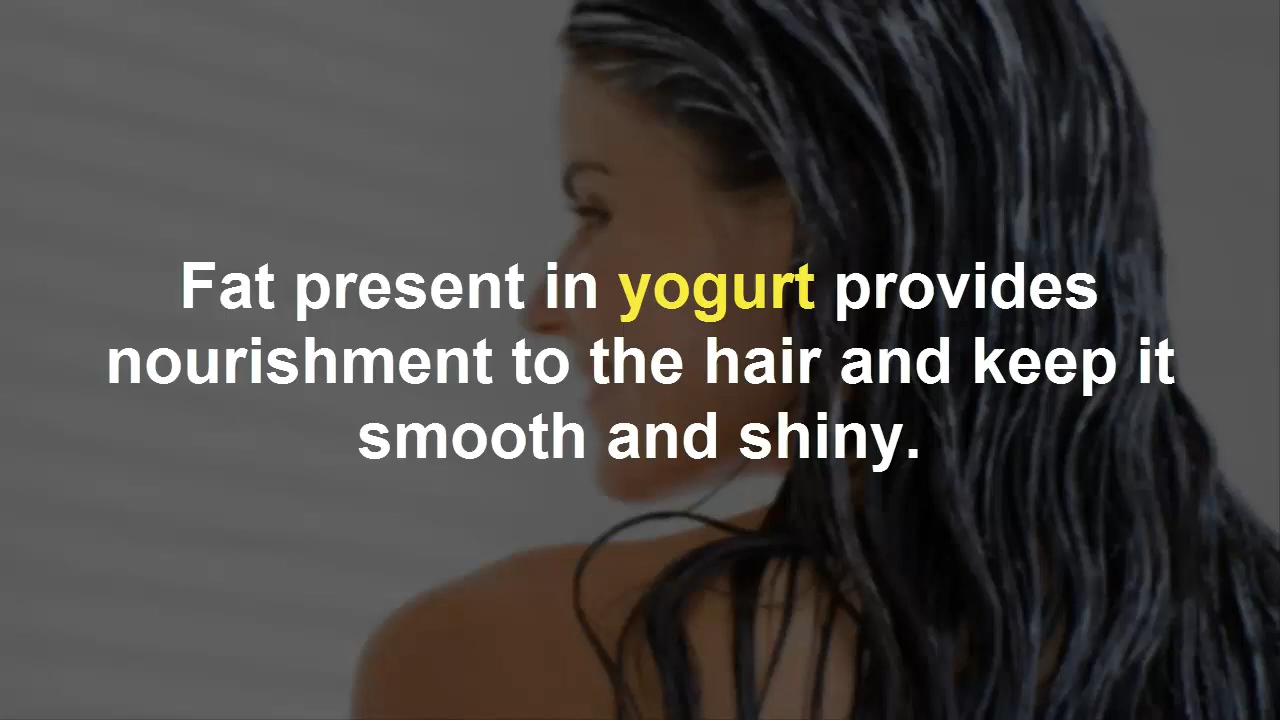 Fat present in yogurt provides
nourishment to the hair and keep it
smooth and shiny.